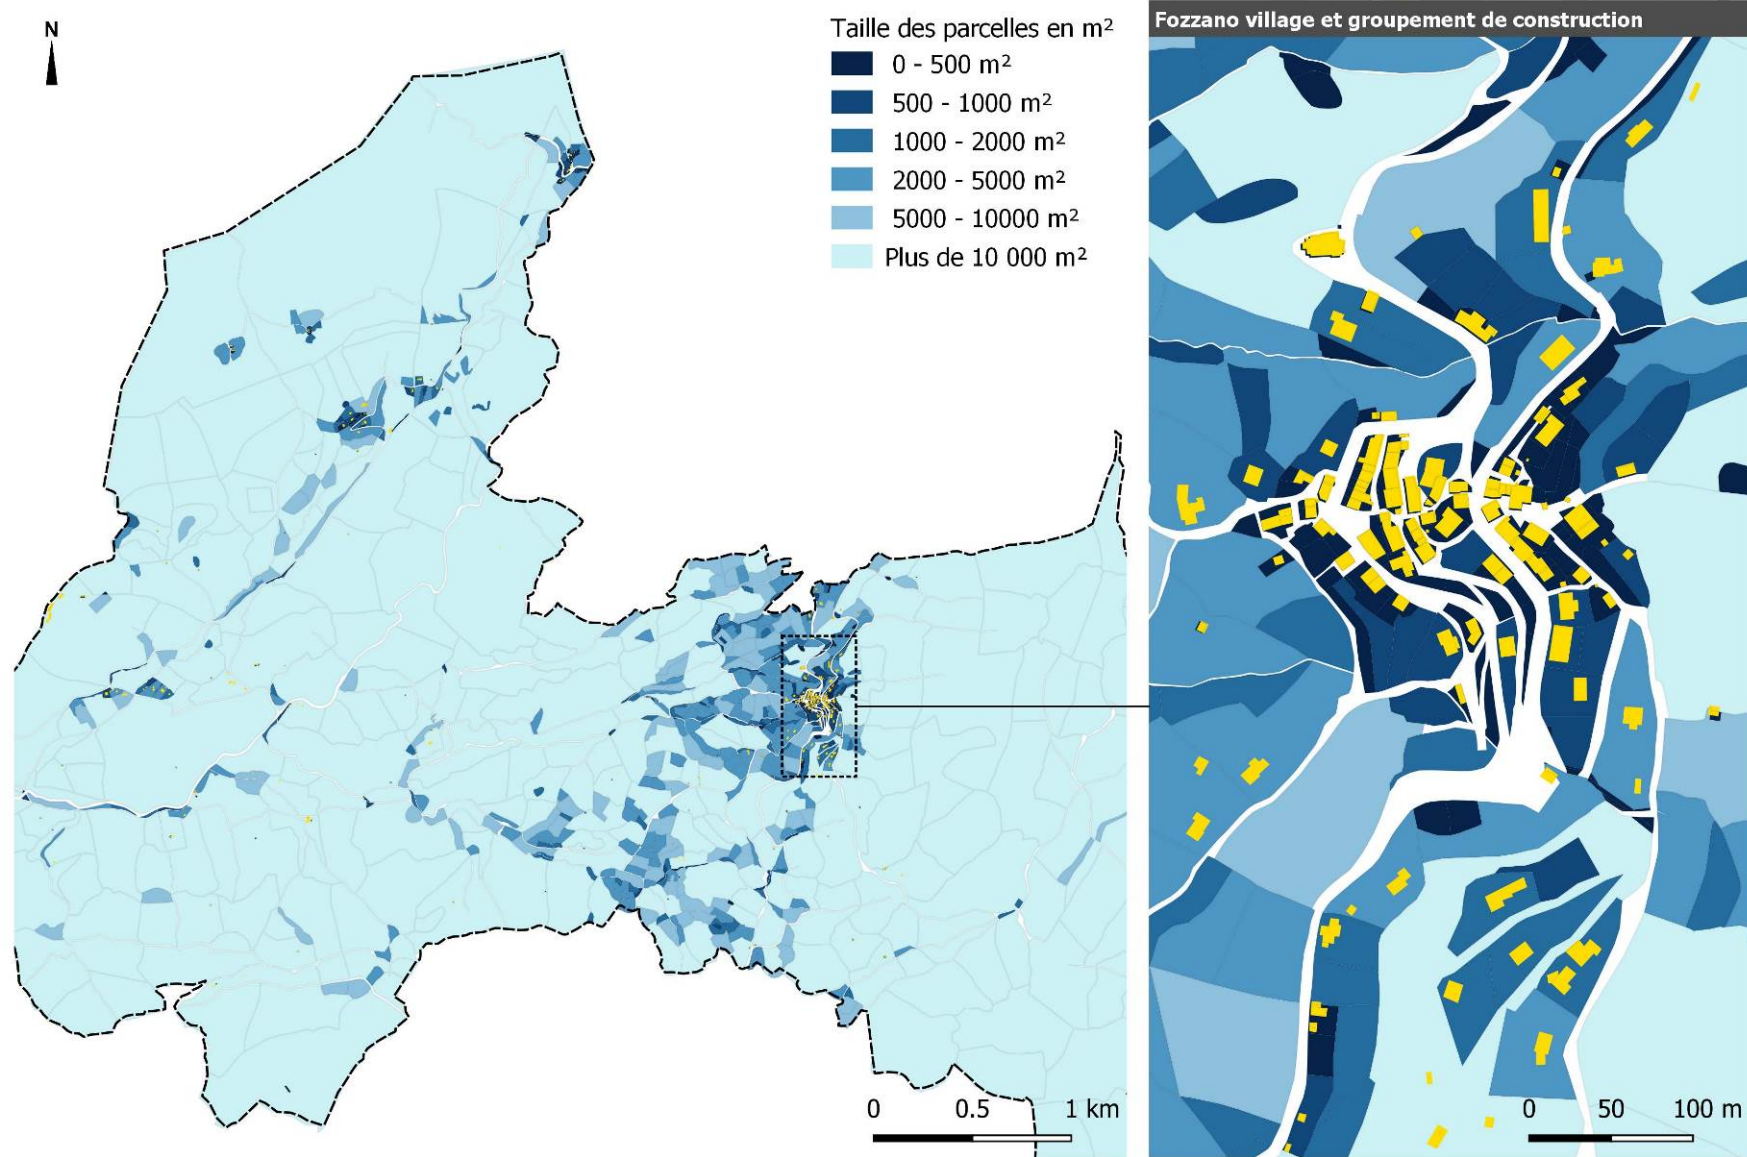 N
Taille des parcelles en m²
0 - 500 m²
500 - 1000 m²
1000 - 2000 m²
2000 - 5000 m²
5000 - 10000 m²
Plus de 10 000 m²
0 0.5 1 km
Fozzano village et groupement de construction
0 50 100 m